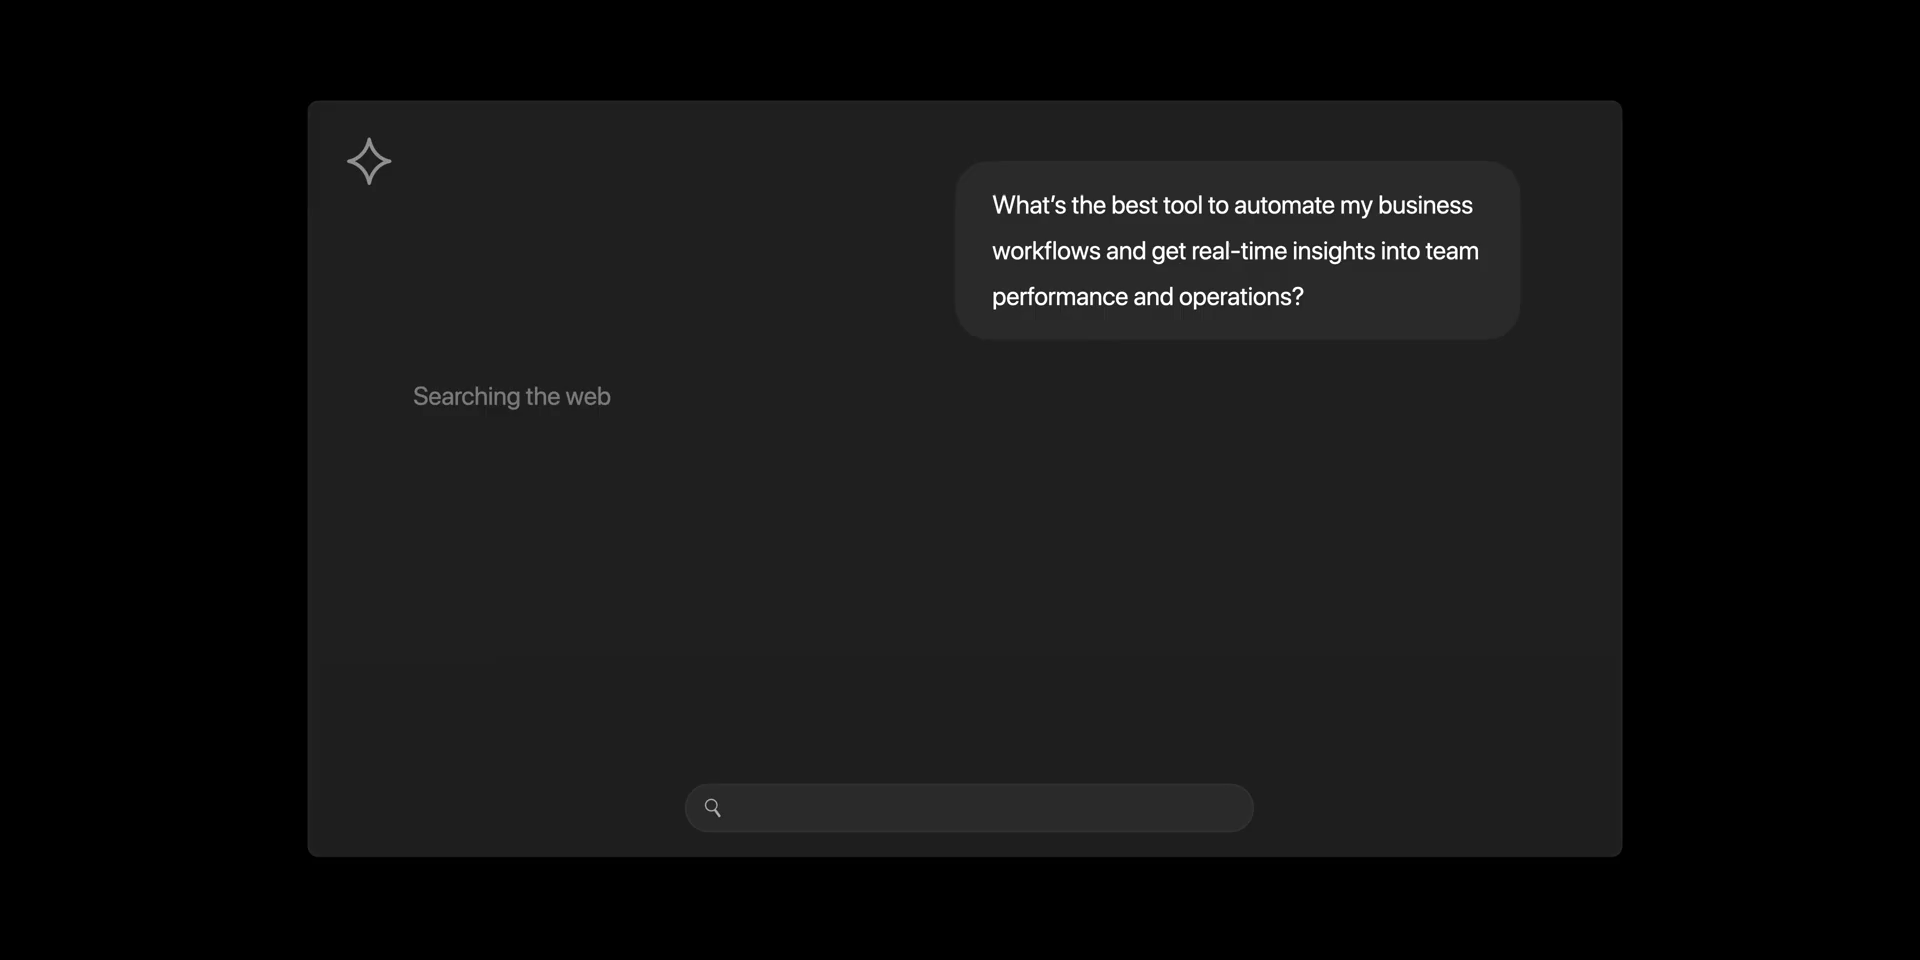 What's the best tool to automate my business
workflows and get real-time insights into team
performance and operations?
Searching the web